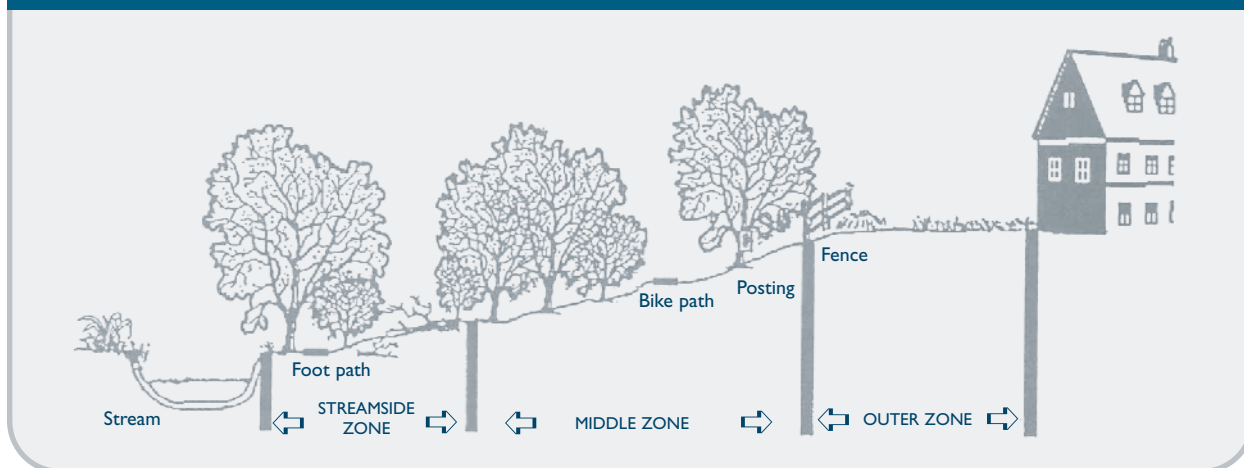 Fence
Posting
Bike path
Foot path
Stream
STREAMSIDE
ZONE
MIDDLE ZONE
OUTER ZONE